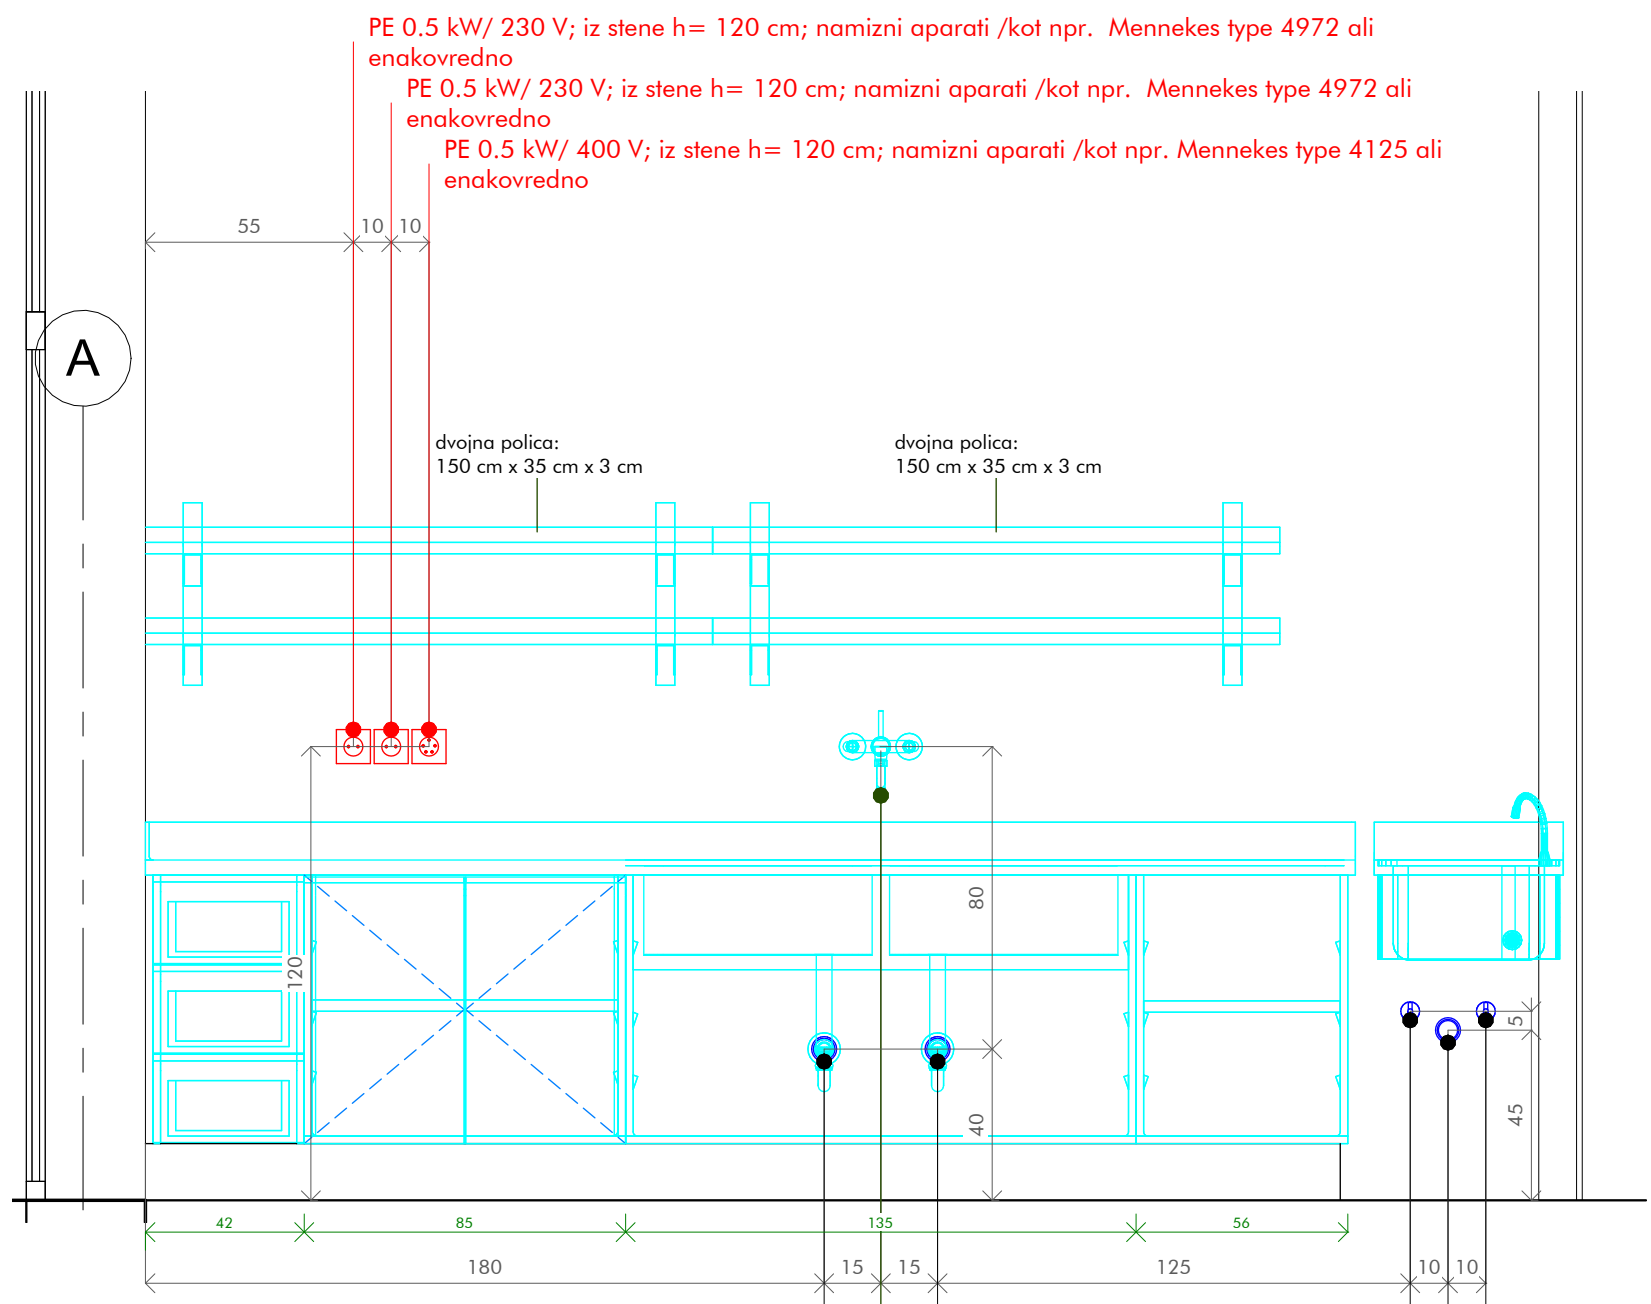 PE 0.5 kW/ 230 V; iz stene h= 120 cm; namizni aparati /kot npr.  Mennekes type 4972 ali
enakovredno
PE 0.5 kW/ 230 V; iz stene h= 120 cm; namizni aparati /kot npr.  Mennekes type 4972 ali
enakovredno
PE 0.5 kW/ 400 V; iz stene h= 120 cm; namizni aparati /kot npr. Mennekes type 4125 ali
enakovredno
55 10 10
A
dvojna polica:
150 cm x 35 cm x 3 cm
dvojna polica:
150 cm x 35 cm x 3 cm
80
120
5
40
45
42 85 135 56
180 15 15 125 10 10